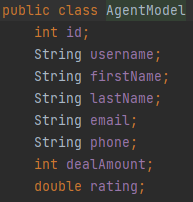 public class AgentModel
int id;
String username;
String firstName;
String lastName;
String email;
String phone;
int dealAmount;
double rating;